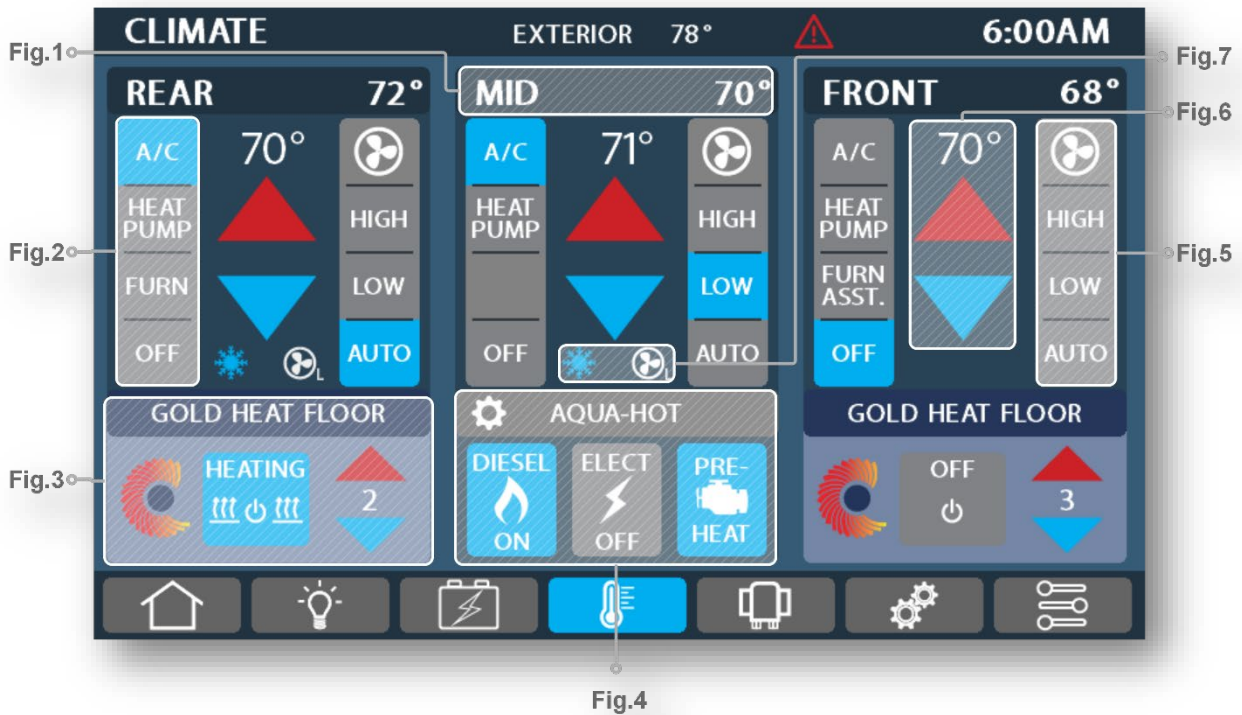 CLIMATE EXTERIOR 78° 6:00AM
Fig.1
Fig.7
REAR 72°
MID 70°
FRONT 68°
Fig.6
A/C
HEAT
PUMP
FURN
OFF
70°
HIGH
LOW
AUTO
L
Fig.2
A/C
HEAT
PUMP
OFF
71°
HIGH
LOW
AUTO
L
A/C
HEAT
PUMP
FURN
ASST.
OFF
70°
HIGH
LOW
AUTO
Fig.5
GOLD HEAT FLOOR
HEATING
2
Fig.3
AQUA-HOT
DIESEL
ON
ELECT
OFF
PRE-
HEAT
GOLD HEAT FLOOR
OFF
3
Fig.4